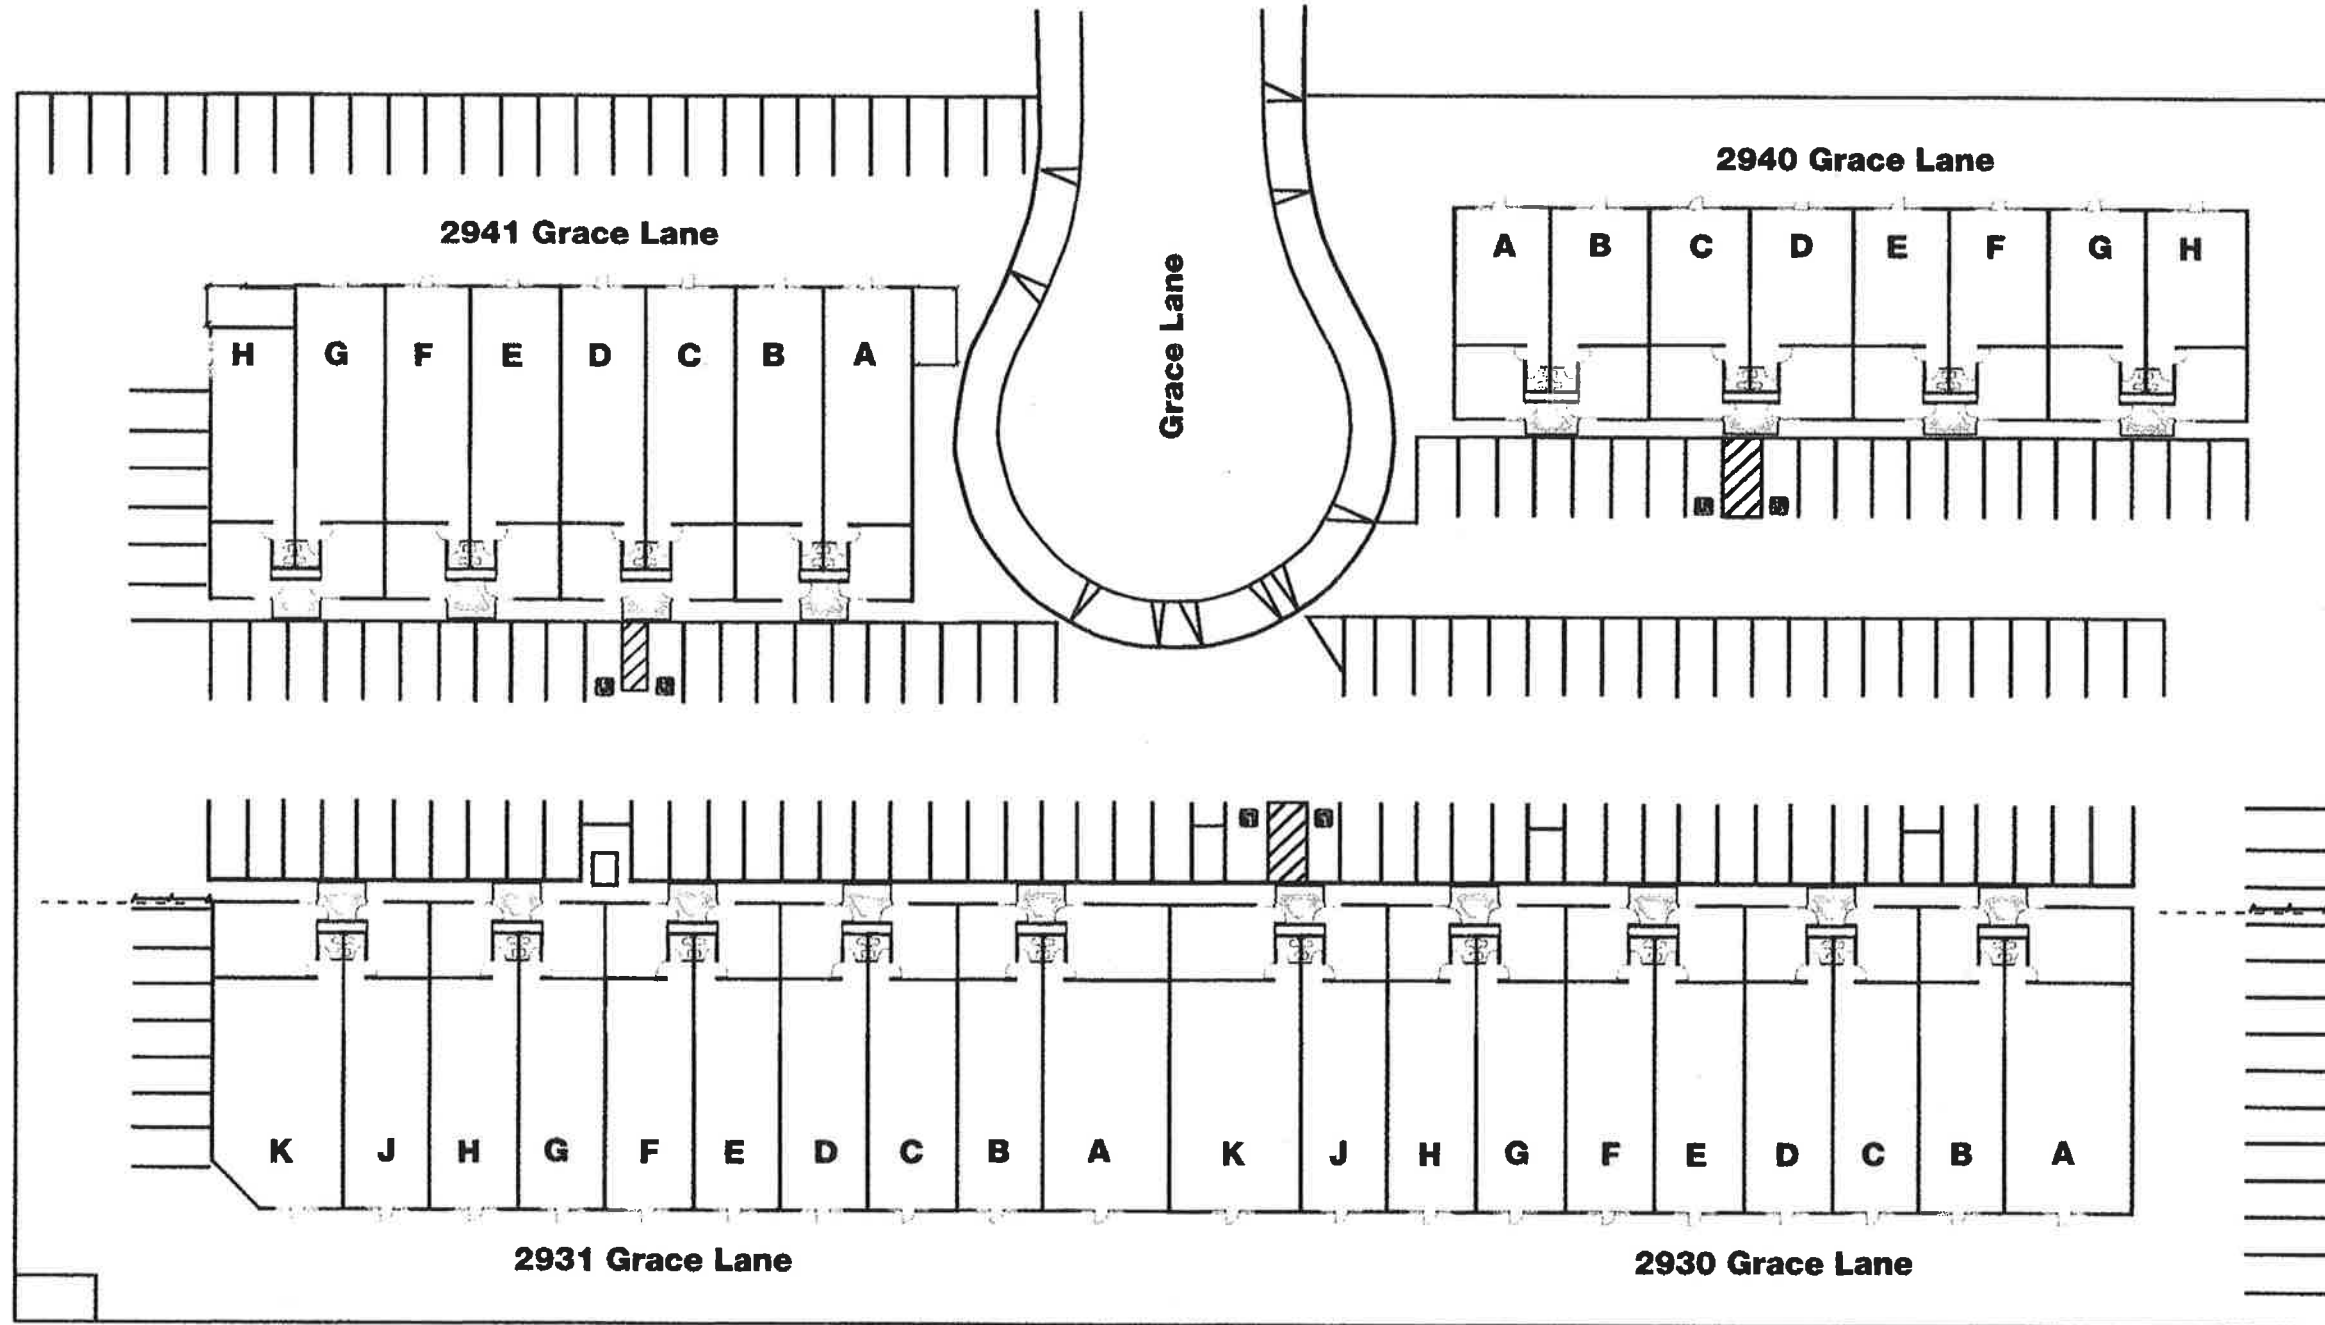 2940 Grace Lane
A B C D E F G H
2941 Grace Lane
H G F E D C B A
Grace Lane
K J H G F E D C B A K J H G F E D C B A
2931 Grace Lane
2930 Grace Lane